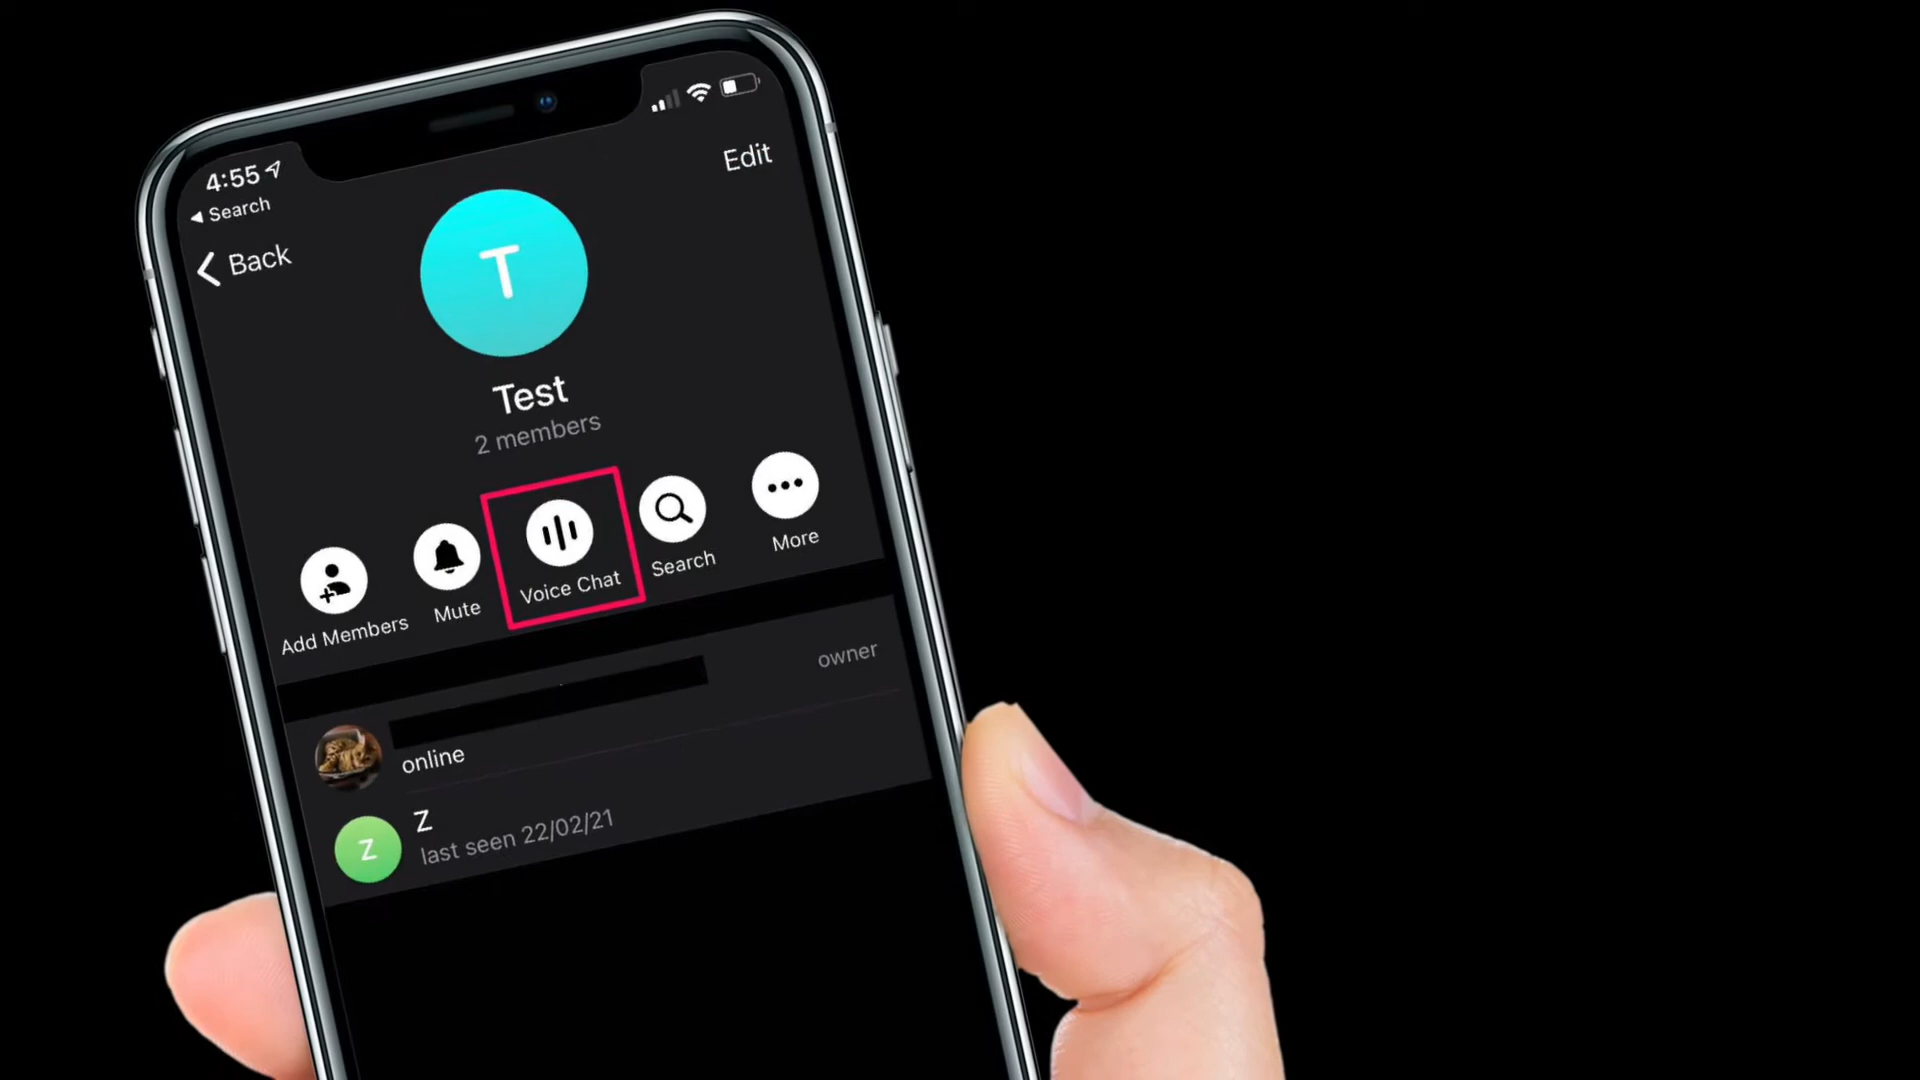 4:55
Search
Edit
Back
T
Test
2 members
Add Members
Mute
Voice Chat
Search
More
owner
online
Z
Z
last seen 22/02/21